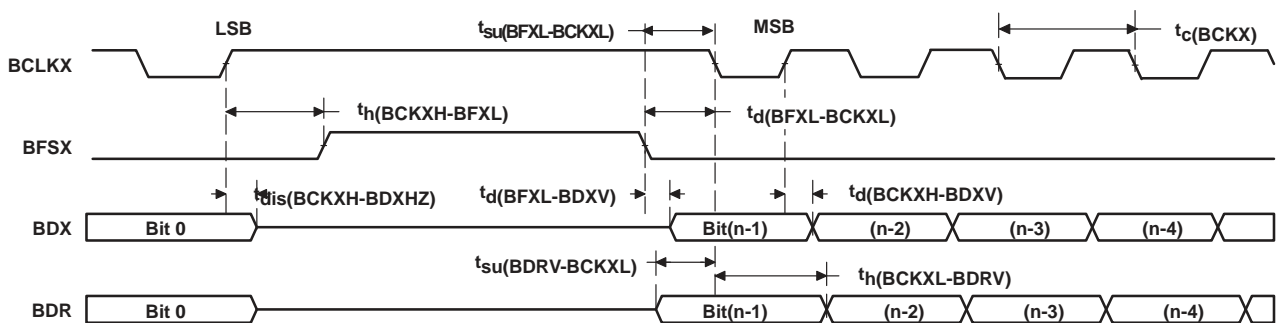 LSB tsu(BFXL-BCKXL) MSB tc(BCKX)
BCLKX
th(BCKXH-BFXL) td(BFXL-BCKXL)
BFSX
tdis(BCKXH-BDXHZ) td(BFXL-BDXV) td(BCKXH-BDXV)
BDX Bit 0 Bit(n-1) (n-2) (n-3) (n-4)
tsu(BDRV-BCKXL) th(BCKXL-BDRV)
BDR Bit 0 Bit(n-1) (n-2) (n-3) (n-4)